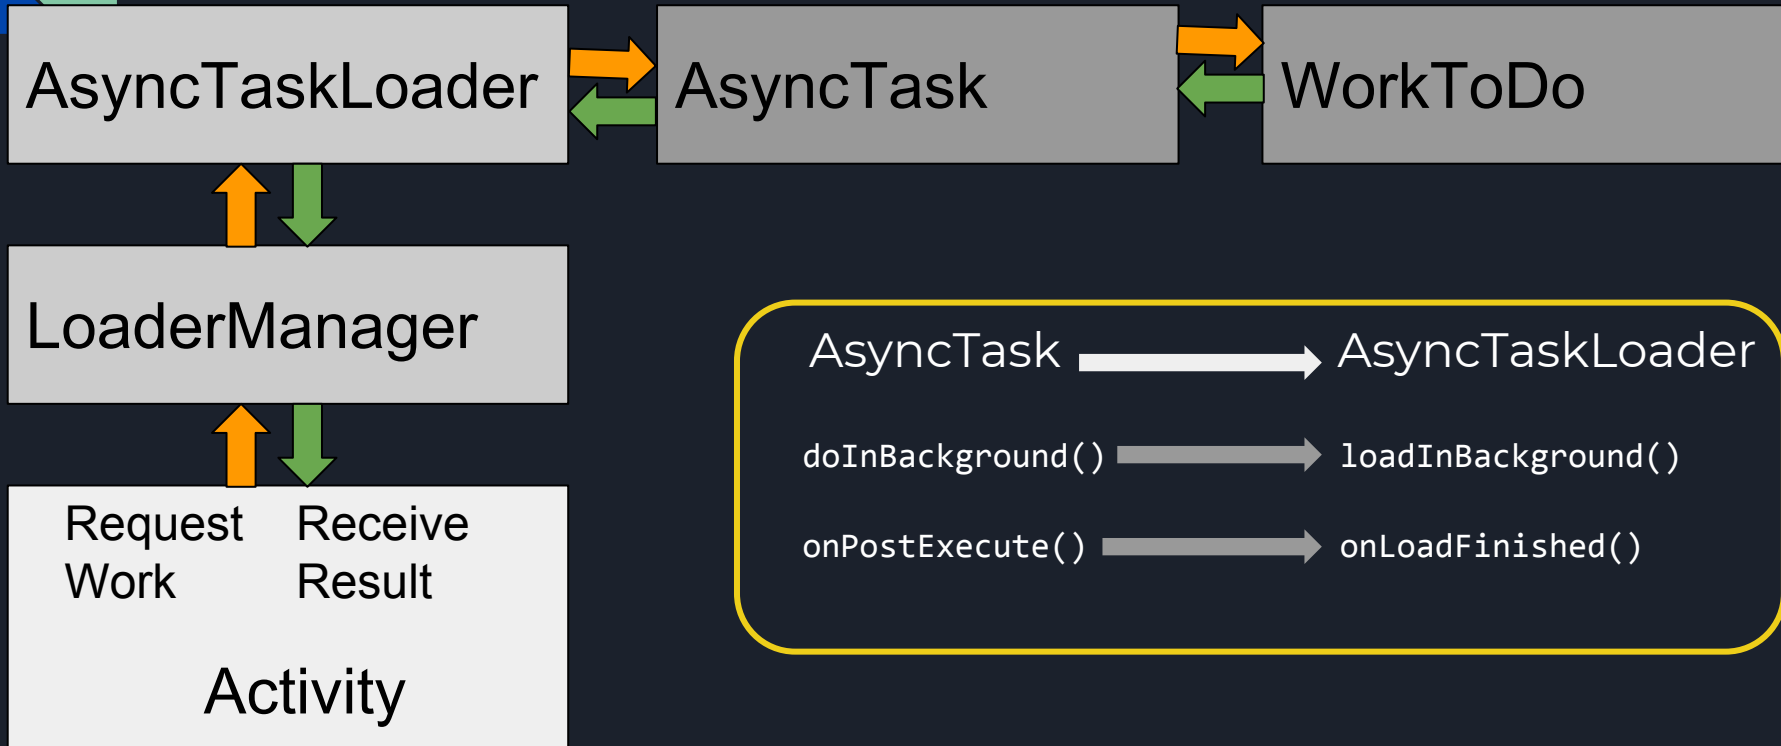 AsyncTaskLoader
AsyncTask
WorkToDo
LoaderManager
Request Work
Receive Result
Activity
AsyncTask
AsyncTaskLoader
doInBackground()
loadInBackground()
onPostExecute()
onLoadFinished()